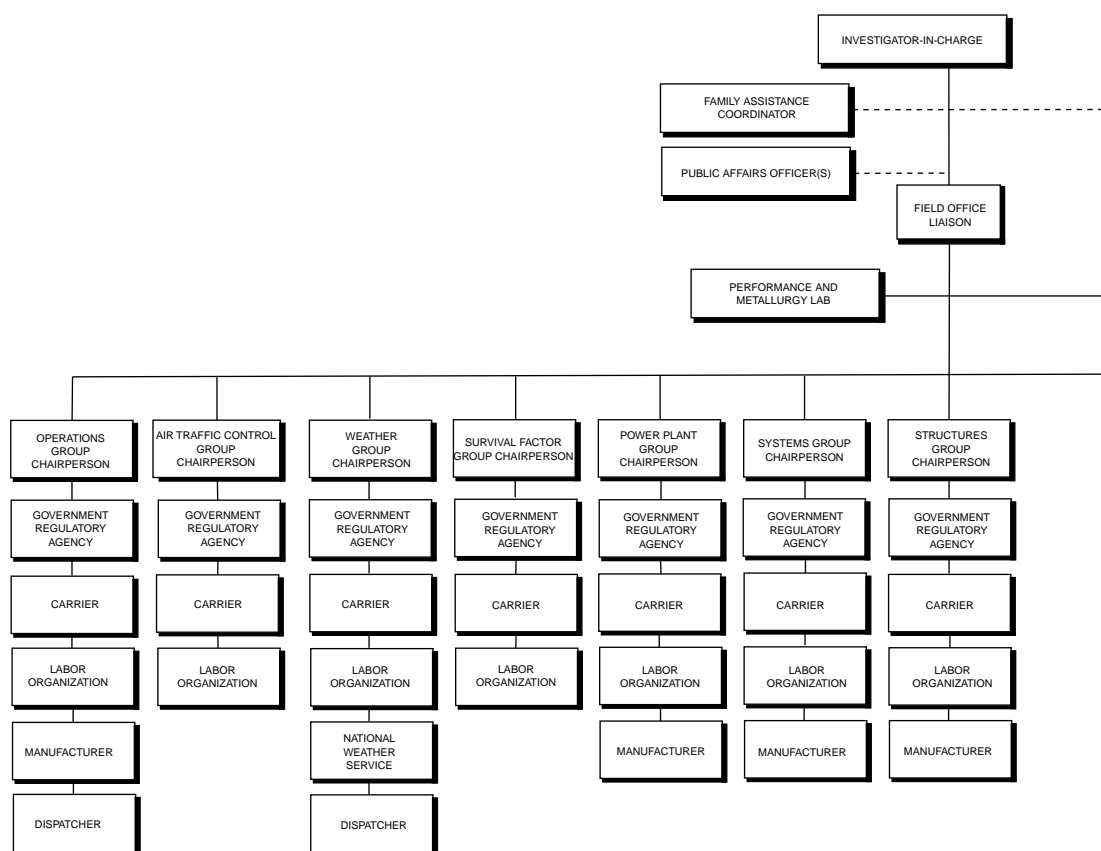 INVESTIGATOR-IN-CHARGE
FAMILY ASSISTANCE
COORDINATOR
PUBLIC AFFAIRS OFFICER(S)
FIELD OFFICE
LIAISON
PERFORMANCE AND
METALLURGY LAB
OPERATIONS
GROUP
CHAIRPERSON
AIR TRAFFIC CONTROL
GROUP
CHAIRPERSON
WEATHER
GROUP
CHAIRPERSON
SURVIVAL FACTOR
GROUP CHAIRPERSON
POWER PLANT
GROUP
CHAIRPERSON
SYSTEMS GROUP
CHAIRPERSON
STRUCTURES
GROUP
CHAIRPERSON
GOVERNMENT
REGULATORY
AGENCY
GOVERNMENT
REGULATORY
AGENCY
GOVERNMENT
REGULATORY
AGENCY
GOVERNMENT
REGULATORY
AGENCY
GOVERNMENT
REGULATORY
AGENCY
GOVERNMENT
REGULATORY
AGENCY
GOVERNMENT
REGULATORY
AGENCY
CARRIER
CARRIER
CARRIER
CARRIER
CARRIER
CARRIER
CARRIER
LABOR
ORGANIZATION
LABOR
ORGANIZATION
LABOR
ORGANIZATION
LABOR
ORGANIZATION
LABOR
ORGANIZATION
LABOR
ORGANIZATION
LABOR
ORGANIZATION
MANUFACTURER
NATIONAL
WEATHER
SERVICE
MANUFACTURER
MANUFACTURER
MANUFACTURER
DISPATCHER
DISPATCHER